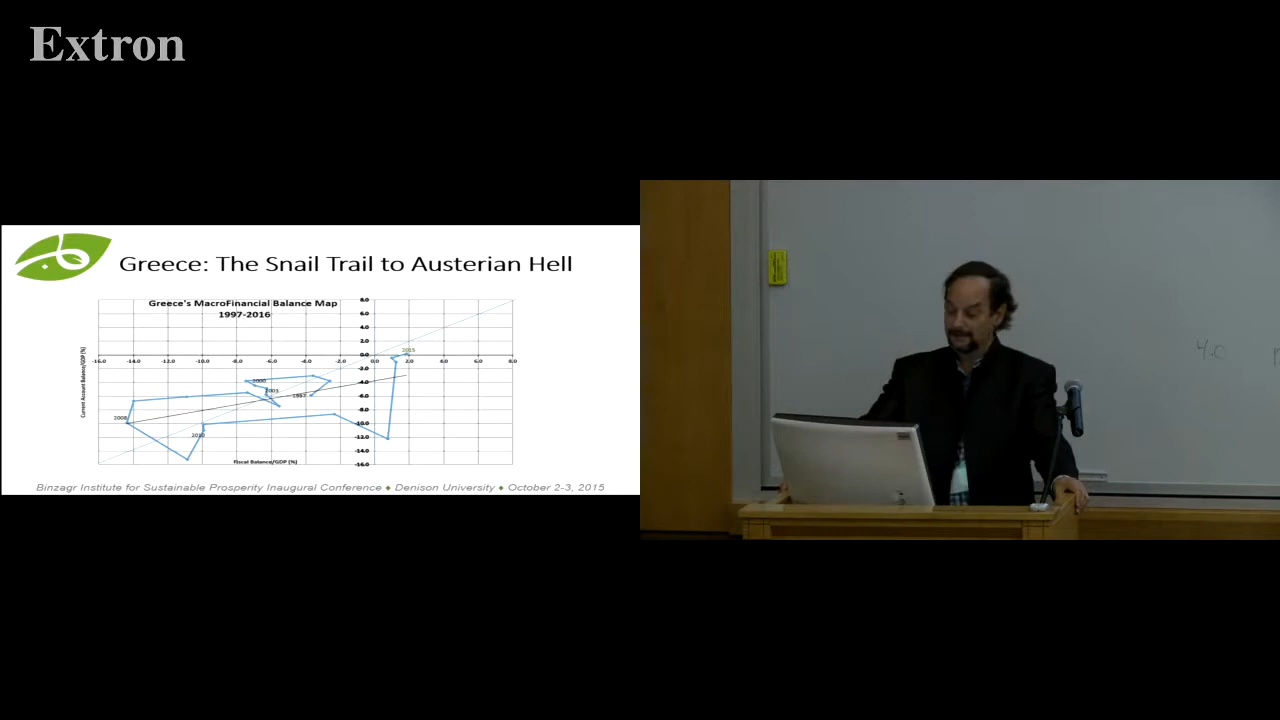 Extron
Greece: The Snail Trail to Austerian Hell
Greece's MacroFinancial Balance Map
1997-2016
8.0
6.0
4.0
2.0
0.0
-16.0 -14.0 -12.0 -10.0 -8.0 -6.0 -4.0 -2.0 0.0 2.0 4.0 6.0 8.0
-4.0
-6.0
-8.0
-10.0
-12.0
-14.0
-16.0
2015
2000
2003
1997
2008
2010
Current Account Balance/GDP (%)
Fiscal Balance/GDP (%)
Binzagr Institute for Sustainable Prosperity Inaugural Conference ♦ Denison University ♦ October 2-3, 2015
4.0